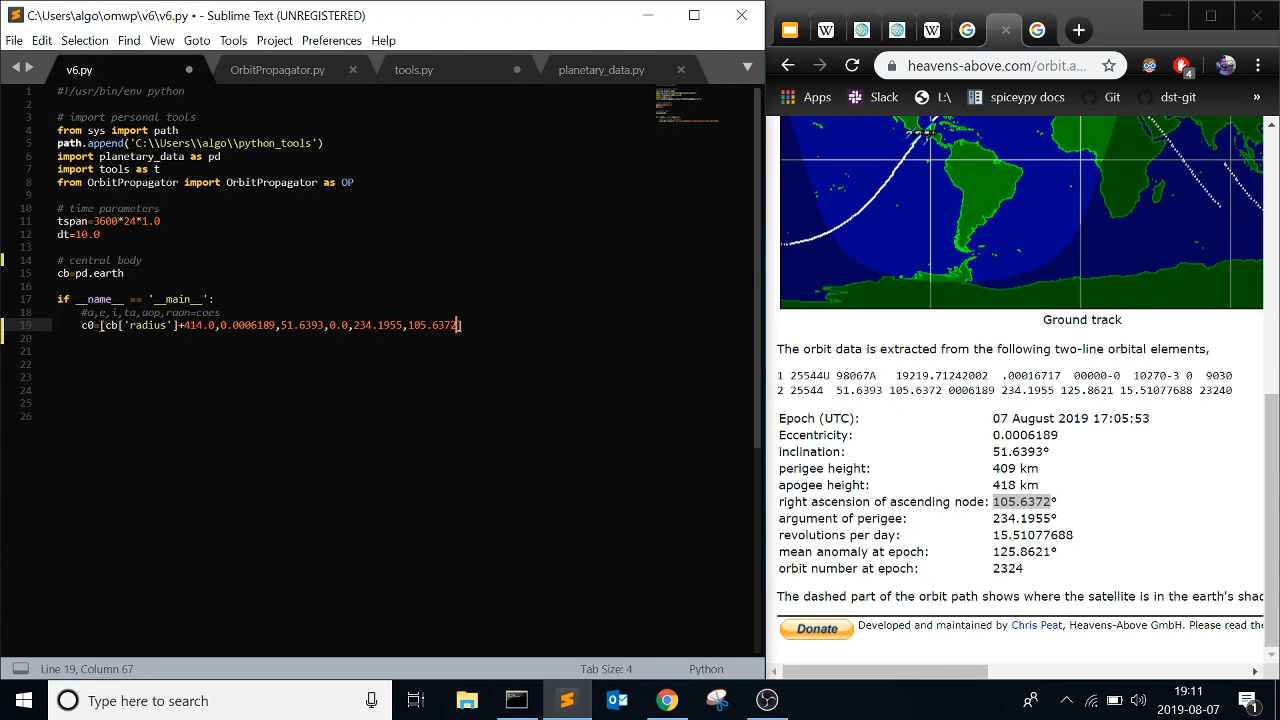 C:\Users\algo\omwp\v6\v6.py • - Sublime Text (UNREGISTERED)
File Edit Selection Find View Goto Tools Project Preferences Help
v6.py OrbitPropagator.py tools.py planetary_data.py
1 #!/usr/bin/env python
2
3 # import personal tools
4 from sys import path
5 path.append('C:\\Users\\algo\\python_tools')
6 import planetary_data as pd
7 import tools as t
8 from OrbitPropagator import OrbitPropagator as OP
9
10 # time parameters
11 tspan=3600*24*1.0
12 dt=10.0
13
14 # central body
15 cb=pd.earth
16
17 if __name__ == '__main__':
18 #a,e,i,ta,aop,raan=coes
19 c0=[cb['radius']+414.0,0.0006189,51.6393,0.0,234.1955,105.6372]
20
21
22
23
24
25
26
Line 19, Column 67 Tab Size: 4 Python
heavens-above.com/orbit.a...
4
Apps Slack L:\ spiceypy docs Git dst-s »
Ground track
The orbit data is extracted from the following two-line orbital elements,
1 25544U 98067A 19219.71242002 .00016717 00000-0 10270-3 0 9030
2 25544 51.6393 105.6372 0006189 234.1955 125.8621 15.51077688 23240
Epoch (UTC): 07 August 2019 17:05:53
Eccentricity: 0.0006189
inclination: 51.6393°
perigee height: 409 km
apogee height: 418 km
right ascension of ascending node: 105.6372°
argument of perigee: 234.1955°
revolutions per day: 15.51077688
mean anomaly at epoch: 125.8621°
orbit number at epoch: 2324
The dashed part of the orbit path shows where the satellite is in the earth's shad
Donate Developed and maintained by Chris Peat, Heavens-Above GmbH. Please read the
Type here to search
19:11
2019-08-07
1